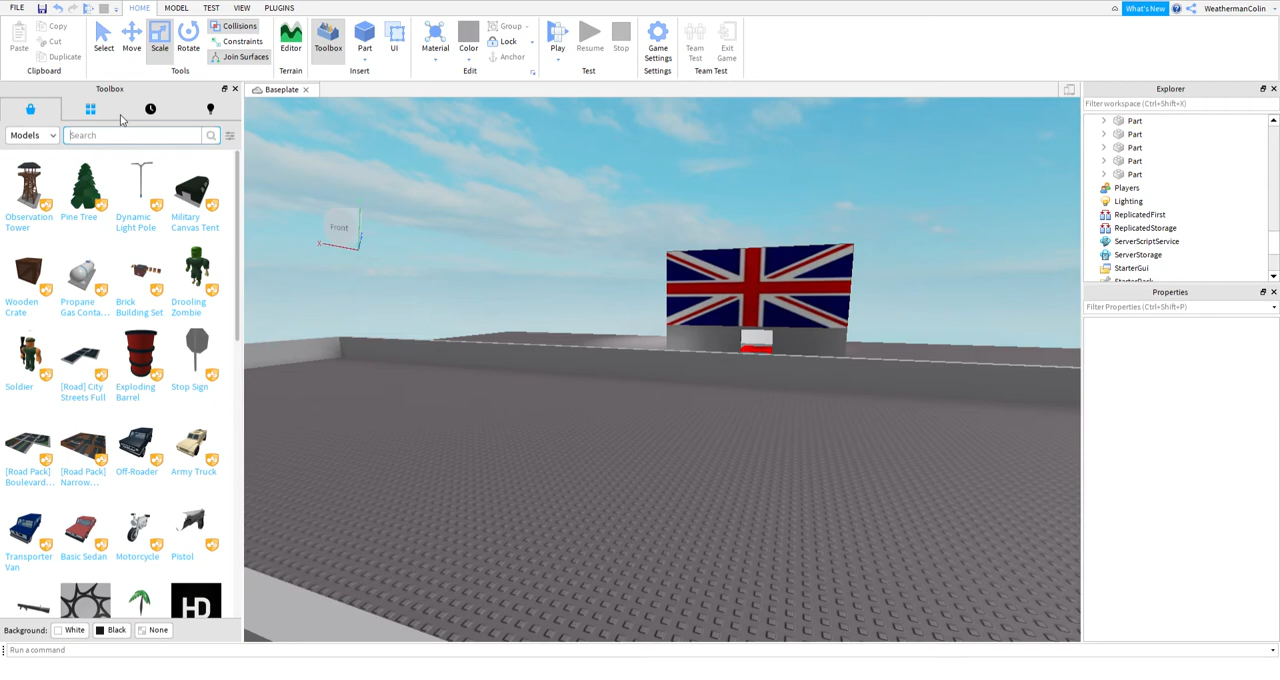 FILE HOME MODEL TEST VIEW PLUGINS What's New WeathermanColin
Paste Copy Cut Duplicate Select Move Scale Rotate Collisions Constraints Join Surfaces Editor Toolbox Part UI Material Color Group Lock Anchor Play Resume Stop Game Settings Team Test Exit Game
Clipboard Tools Terrain Insert Edit Test Settings Team Test
Toolbox Baseplate Explorer
Filter workspace (Ctrl+Shift+X)
Models Search
Part
Part
Part
Part
Part
Players
Lighting
ReplicatedFirst
ReplicatedStorage
ServerScriptService
ServerStorage
StarterGui
Properties
Filter Properties (Ctrl+Shift+P)
Front
X
Observation Tower Pine Tree Dynamic Light Pole Military Canvas Tent
Wooden Crate Propane Gas Conta... Brick Building Set Drooling Zombie
Soldier [Road] City Streets Full Exploding Barrel Stop Sign
[Road Pack] Boulevard... [Road Pack] Narrow... Off-Roader Army Truck
Transporter Van Basic Sedan Motorcycle Pistol
HD
Background: White Black None
Run a command